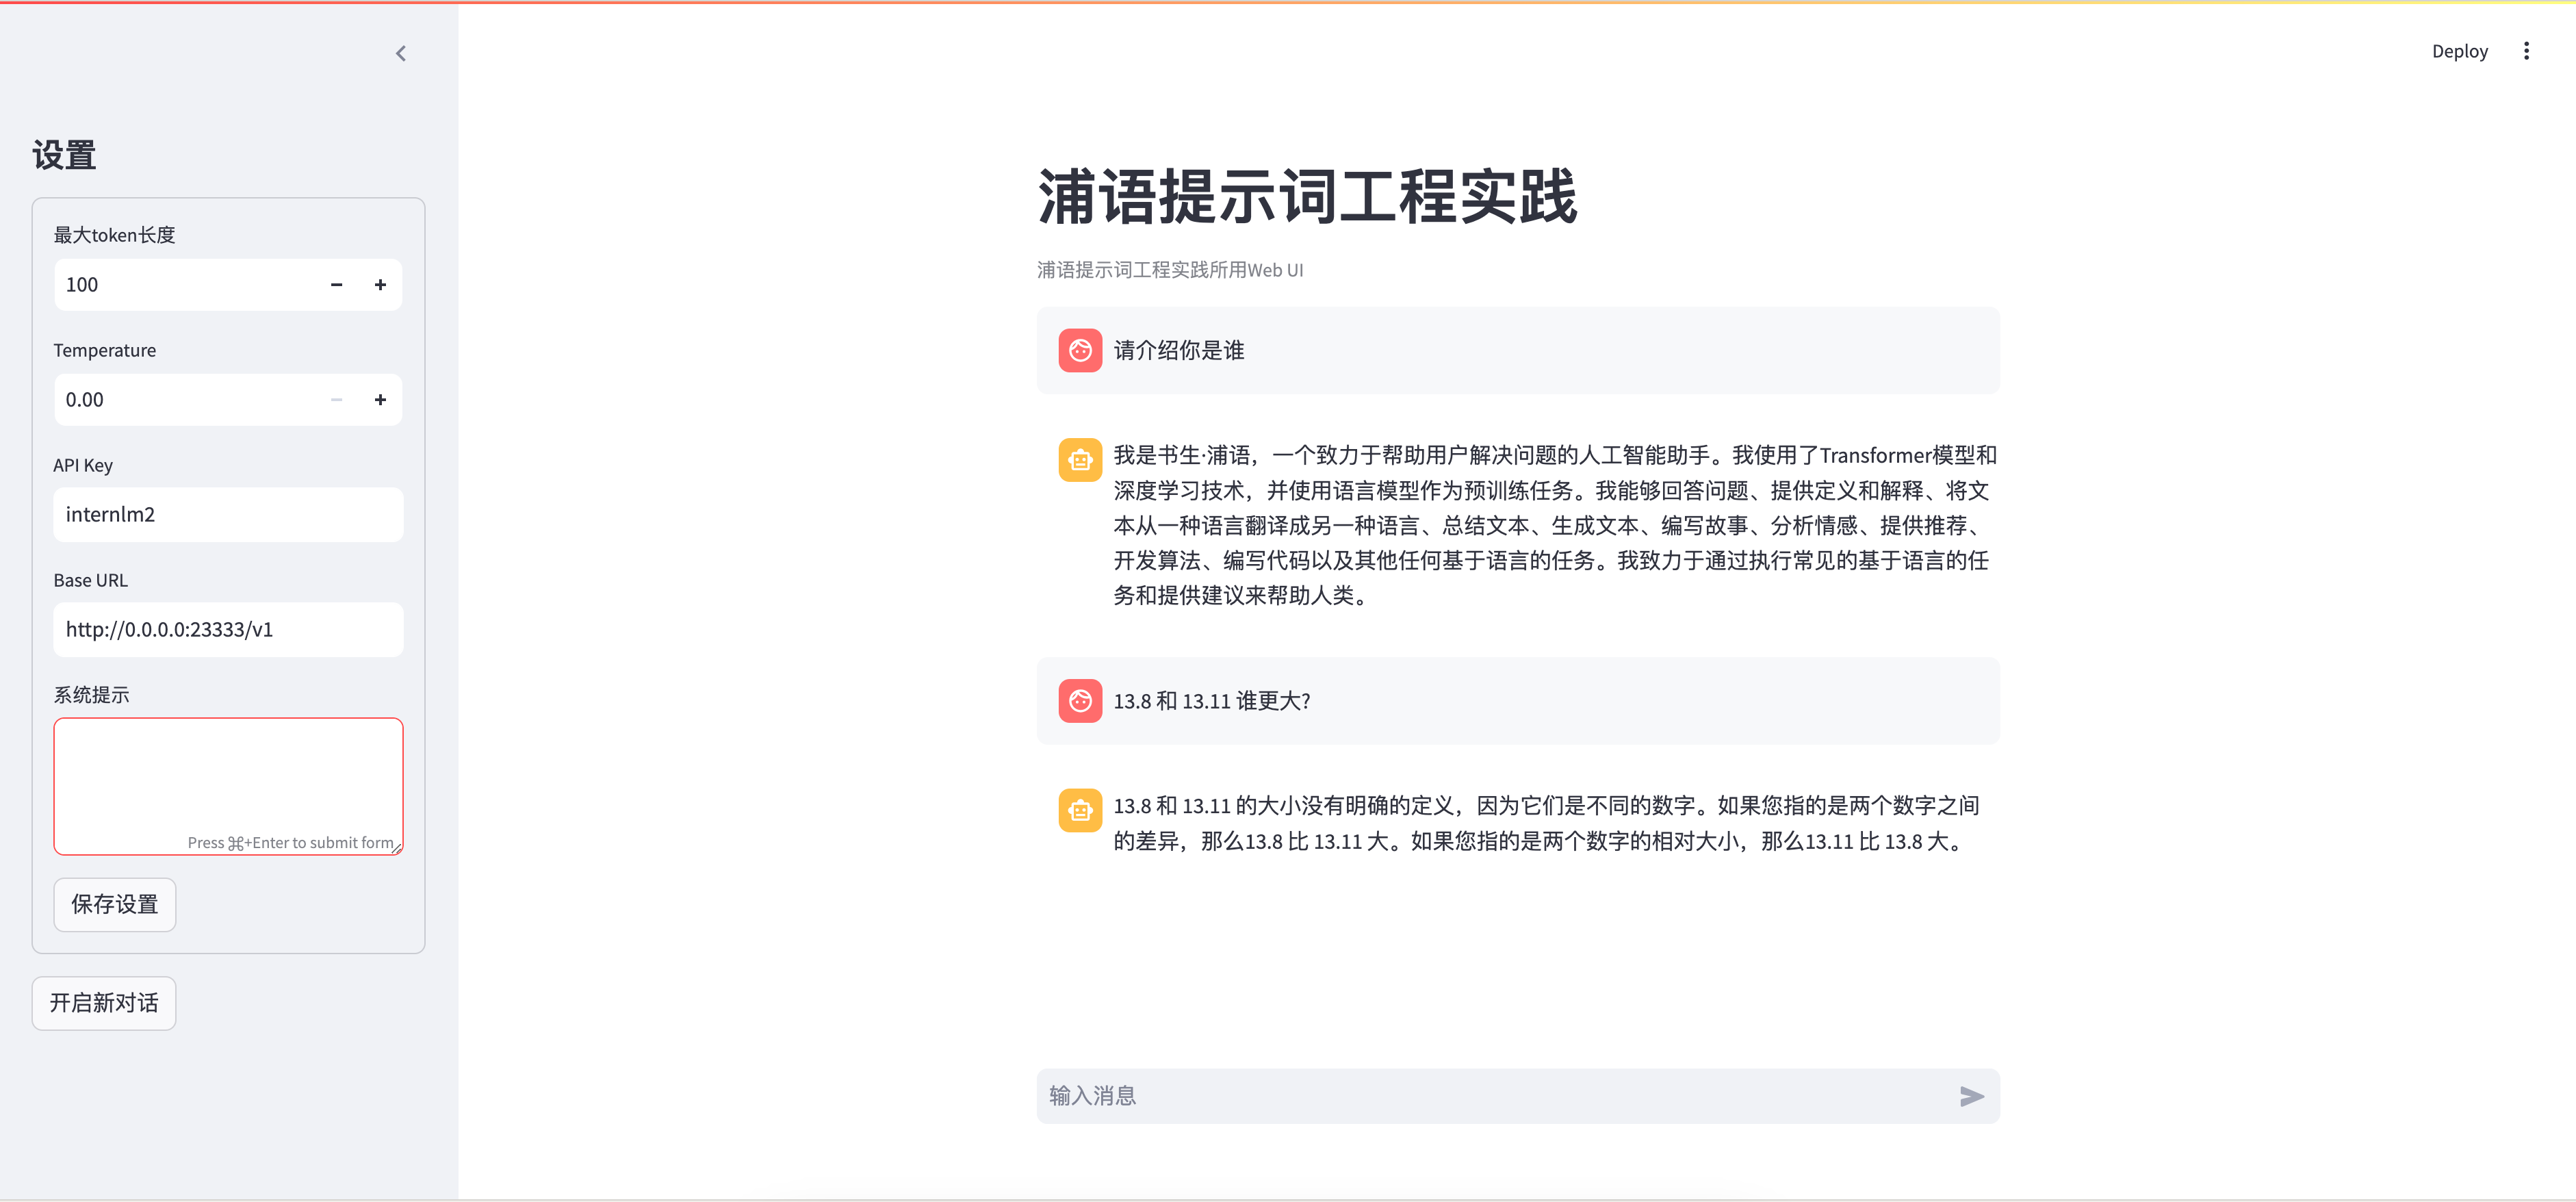 Deploy
设置
最大token长度
100
Temperature
0.00
API Key
internlm2
Base URL
http://0.0.0.0:23333/v1
系统提示
Press ⌘+Enter to submit form
保存设置
开启新对话
浦语提示词工程实践
浦语提示词工程实践所用Web UI
请介绍你是谁
我是书生·浦语，一个致力于帮助用户解决问题的人工智能助手。我使用了Transformer模型和
深度学习技术，并使用语言模型作为预训练任务。我能够回答问题、提供定义和解释、将文
本从一种语言翻译成另一种语言、总结文本、生成文本、编写故事、分析情感、提供推荐、
开发算法、编写代码以及其他任何基于语言的任务。我致力于通过执行常见的基于语言的任
务和提供建议来帮助人类。
13.8 和 13.11 谁更大?
13.8 和 13.11 的大小没有明确的定义，因为它们是不同的数字。如果您指的是两个数字之间
的差异，那么13.8 比 13.11 大。如果您指的是两个数字的相对大小，那么13.11 比 13.8 大。
输入消息